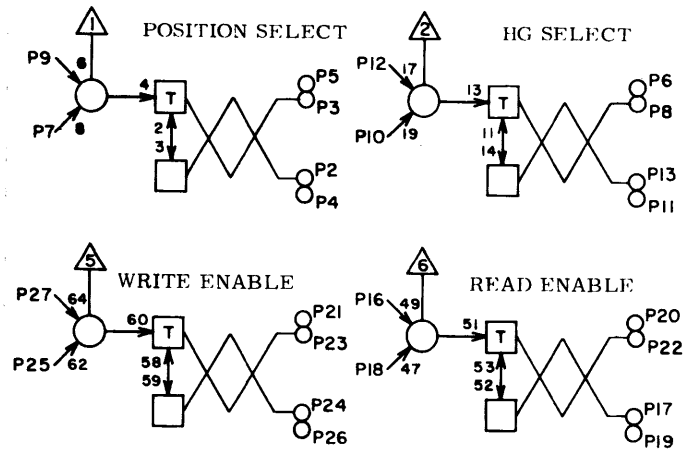 1
POSITION SELECT
P9
6
P7
8
4
T
2
3
P5
P3
P2
P4
2
HG SELECT
P12
17
P10
19
13
T
11
14
P6
P8
P13
P11
5
WRITE ENABLE
P27
64
P25
62
60
T
58
59
P21
P23
P24
P26
6
READ ENABLE
P16
49
P18
47
51
T
53
52
P20
P22
P17
P19